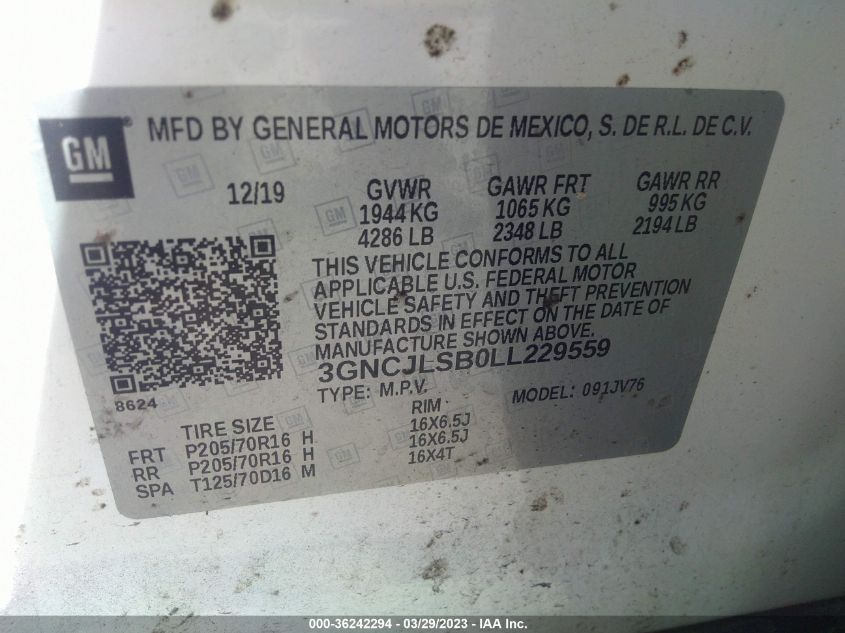 GM
MFD BY GENERAL MOTORS DE MEXICO, S. DE R.L. DE C.V.
12/19 GVWR GAWR FRT GAWR RR
1944 KG 1065 KG 995 KG
4286 LB 2348 LB 2194 LB
THIS VEHICLE CONFORMS TO ALL
APPLICABLE U.S. FEDERAL MOTOR
VEHICLE SAFETY AND THEFT PREVENTION
STANDARDS IN EFFECT ON THE DATE OF
MANUFACTURE SHOWN ABOVE.
3GNCJLSB0LL229559
TYPE: M.P.V. MODEL: 091JV76
8624
TIRE SIZE RIM
FRT P205/70R16 H 16X6.5J
RR P205/70R16 H 16X6.5J
SPA T125/70D16 M 16X4T
000-36242294 - 03/29/2023 - IAA Inc.